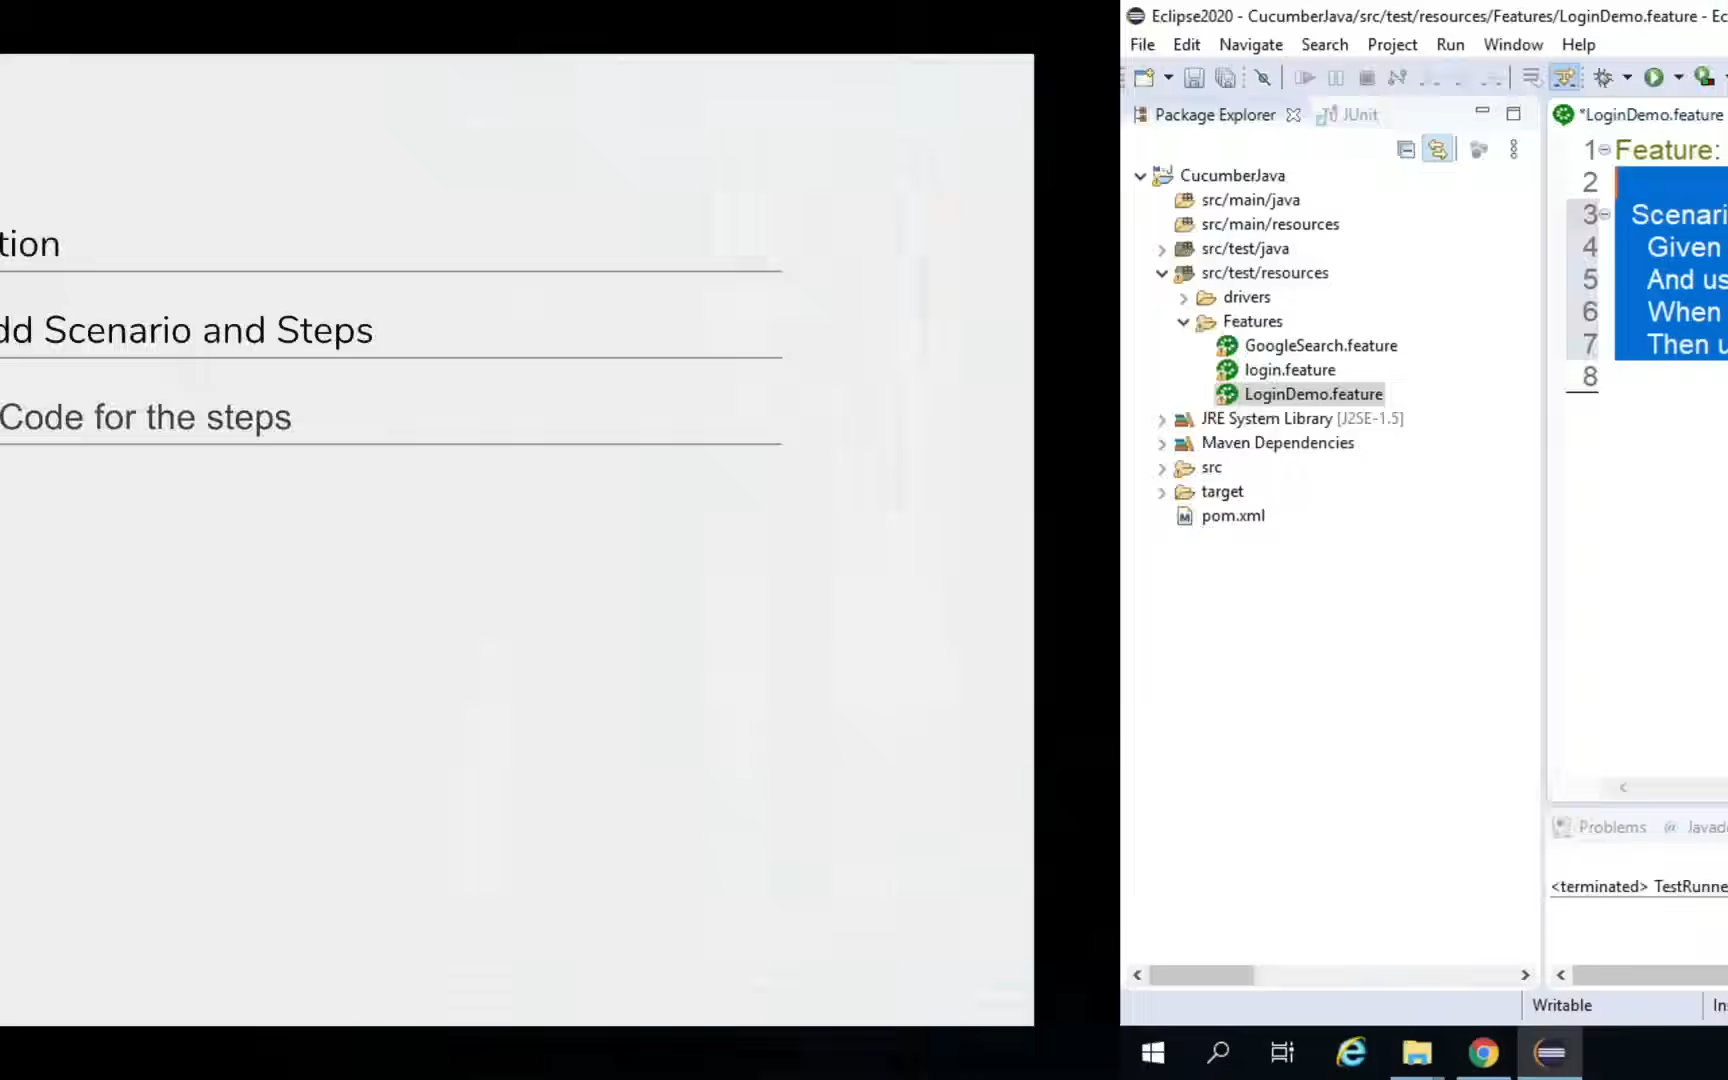 tion
dd Scenario and Steps
Code for the steps
Eclipse2020 - CucumberJava/src/test/resources/Features/LoginDemo.feature - Ec
File Edit Navigate Search Project Run Window Help
Package Explorer JUnit
*LoginDemo.feature
CucumberJava
src/main/java
src/main/resources
src/test/java
src/test/resources
drivers
Features
GoogleSearch.feature
login.feature
LoginDemo.feature
JRE System Library [J2SE-1.5]
Maven Dependencies
src
target
pom.xml
1 Feature:
2
3 Scenari
4 Given
5 And us
6 When
7 Then u
8
Problems @ Javad
<terminated> TestRunne
Writable In